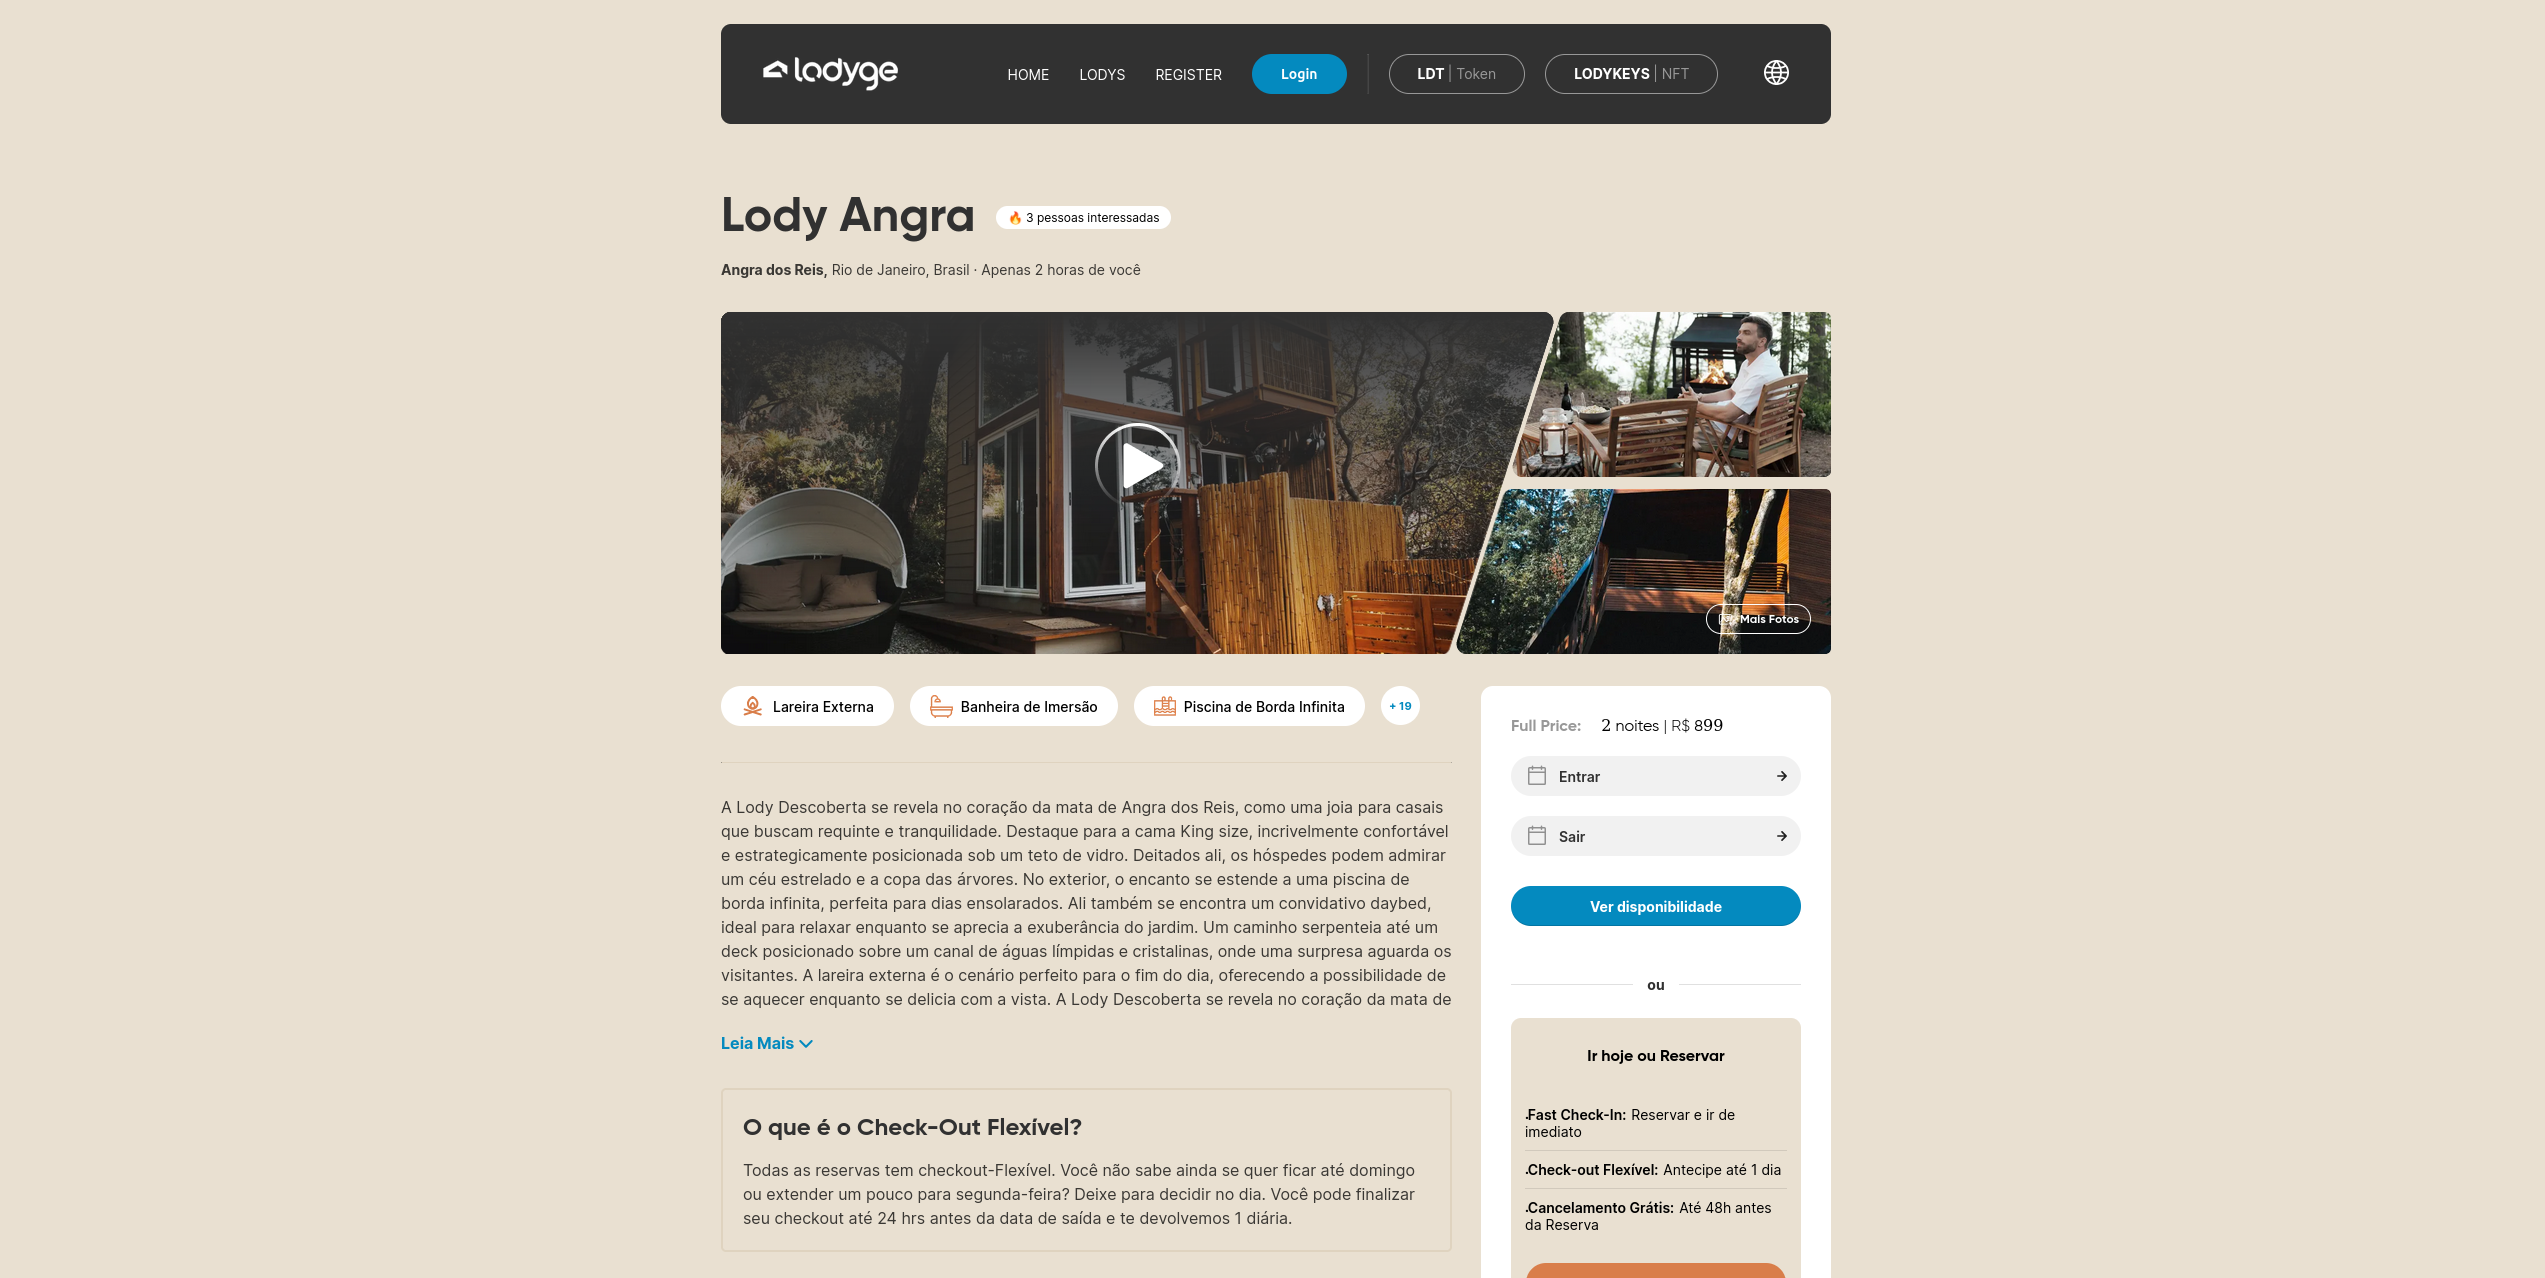 lodyge
HOME
LODYS
REGISTER
Login
LDT | Token
LODYKEYS | NFT
Lody Angra
🔥 3 pessoas interessadas
Angra dos Reis, Rio de Janeiro, Brasil · Apenas 2 horas de você
Mais Fotos
Lareira Externa
Banheira de Imersão
Piscina de Borda Infinita
+ 19
A Lody Descoberta se revela no coração da mata de Angra dos Reis, como uma joia para casais
que buscam requinte e tranquilidade. Destaque para a cama King size, incrivelmente confortável
e estrategicamente posicionada sob um teto de vidro. Deitados ali, os hóspedes podem admirar
um céu estrelado e a copa das árvores. No exterior, o encanto se estende a uma piscina de
borda infinita, perfeita para dias ensolarados. Ali também se encontra um convidativo daybed,
ideal para relaxar enquanto se aprecia a exuberância do jardim. Um caminho serpenteia até um
deck posicionado sobre um canal de águas límpidas e cristalinas, onde uma surpresa aguarda os
visitantes. A lareira externa é o cenário perfeito para o fim do dia, oferecendo a possibilidade de
se aquecer enquanto se delicia com a vista. A Lody Descoberta se revela no coração da mata de
Leia Mais
O que é o Check-Out Flexível?
Todas as reservas tem checkout-Flexível. Você não sabe ainda se quer ficar até domingo
ou extender um pouco para segunda-feira? Deixe para decidir no dia. Você pode finalizar
seu checkout até 24 hrs antes da data de saída e te devolvemos 1 diária.
Full Price: 2 noites | R$ 899
Entrar
Sair
Ver disponibilidade
ou
Ir hoje ou Reservar
.Fast Check-In: Reservar e ir de
imediato
.Check-out Flexível: Antecipe até 1 dia
.Cancelamento Grátis: Até 48h antes
da Reserva